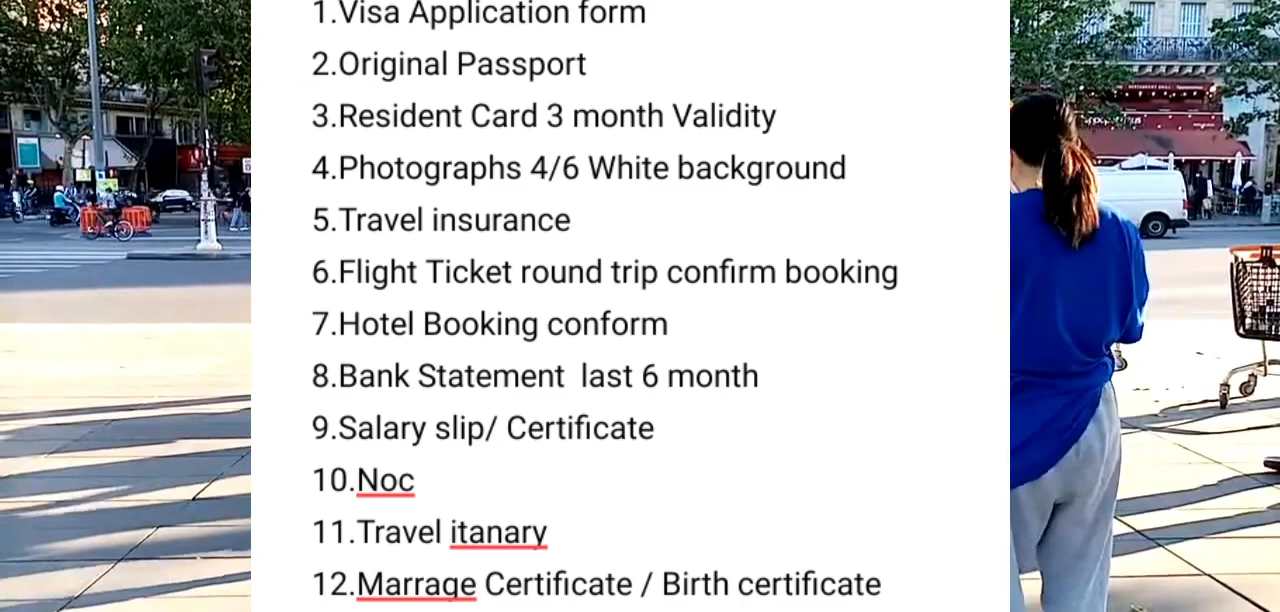 1.Visa Application form
2.Original Passport
3.Resident Card 3 month Validity
4.Photographs 4/6 White background
5.Travel insurance
6.Flight Ticket round trip confirm booking
7.Hotel Booking conform
8.Bank Statement  last 6 month
9.Salary slip/ Certificate
10.Noc
11.Travel itanary
12.Marrage Certificate / Birth certificate